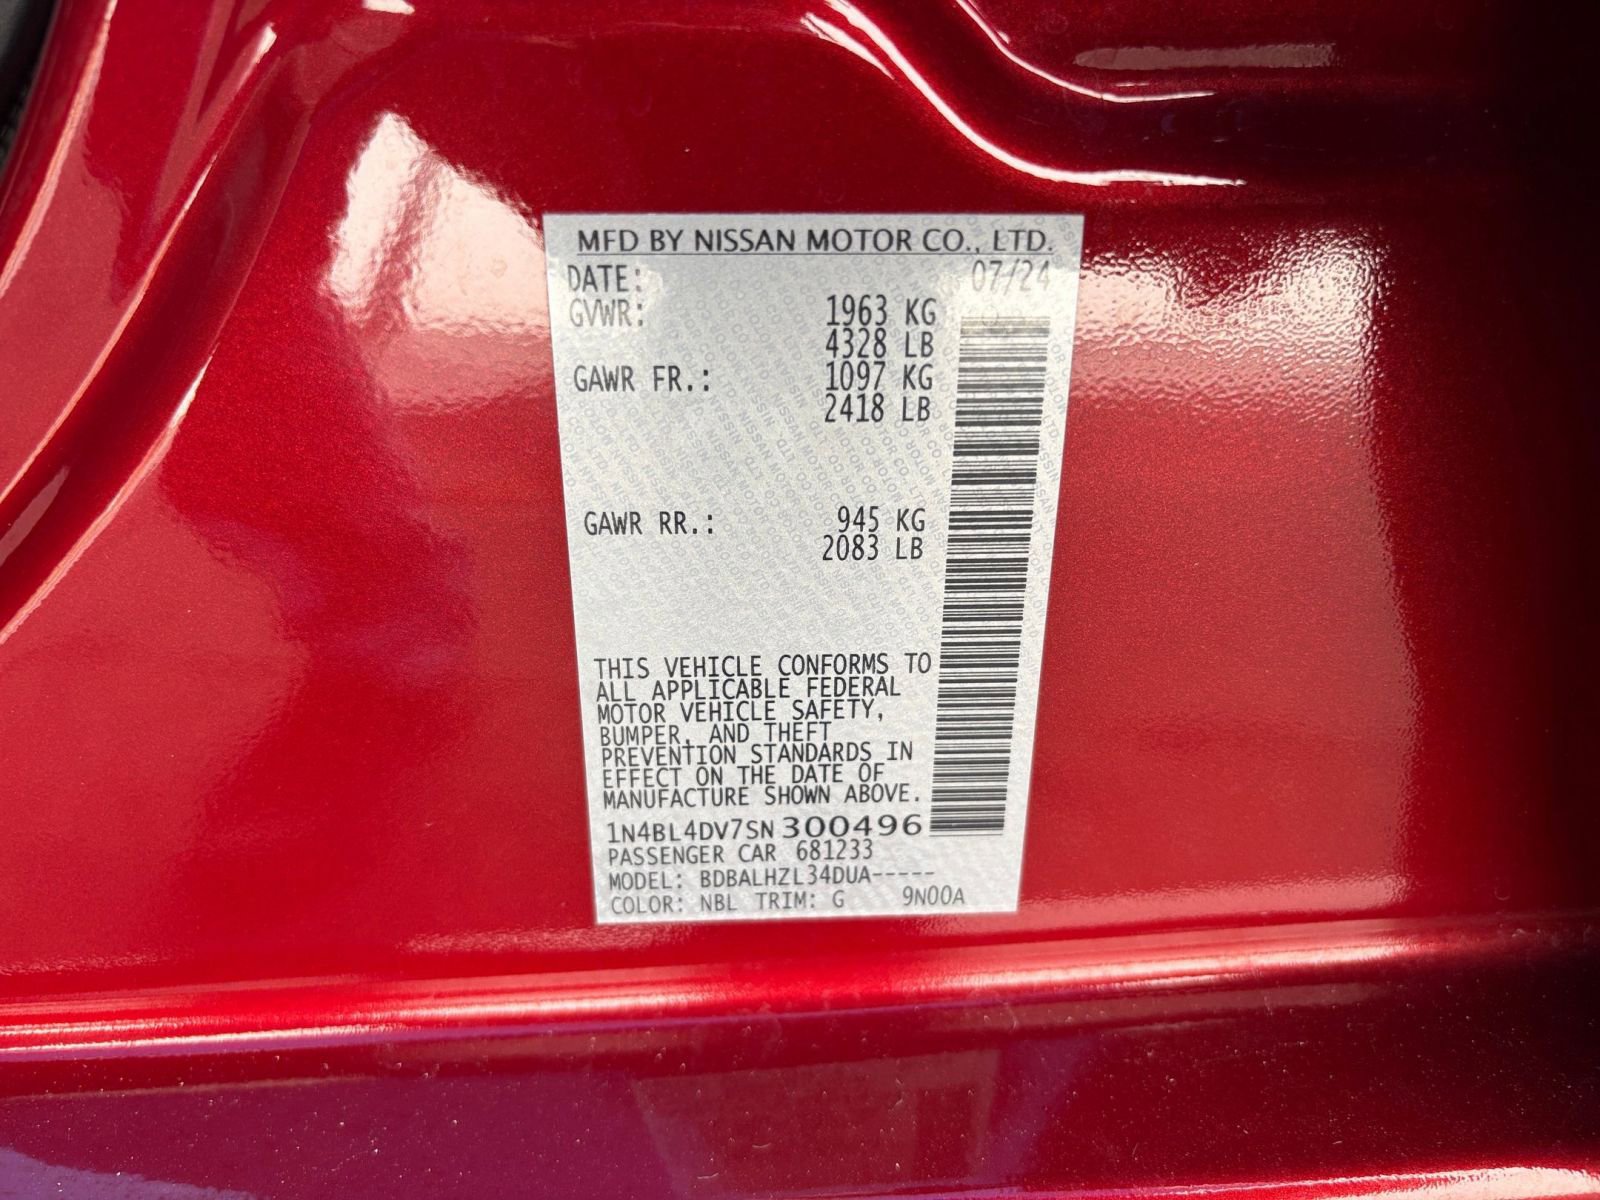 MFD BY NISSAN MOTOR CO., LTD.
DATE: 07/24
GVWR: 1963 KG
4328 LB
GAWR FR.: 1097 KG
2418 LB
GAWR RR.: 945 KG
2083 LB
THIS VEHICLE CONFORMS TO
ALL APPLICABLE FEDERAL
MOTOR VEHICLE SAFETY,
BUMPER, AND THEFT
PREVENTION STANDARDS IN
EFFECT ON THE DATE OF
MANUFACTURE SHOWN ABOVE.
1N4BL4DV7SN300496
PASSENGER CAR 681233
MODEL: BDBALHZL34DUA-----
COLOR: NBL TRIM: G 9N00A